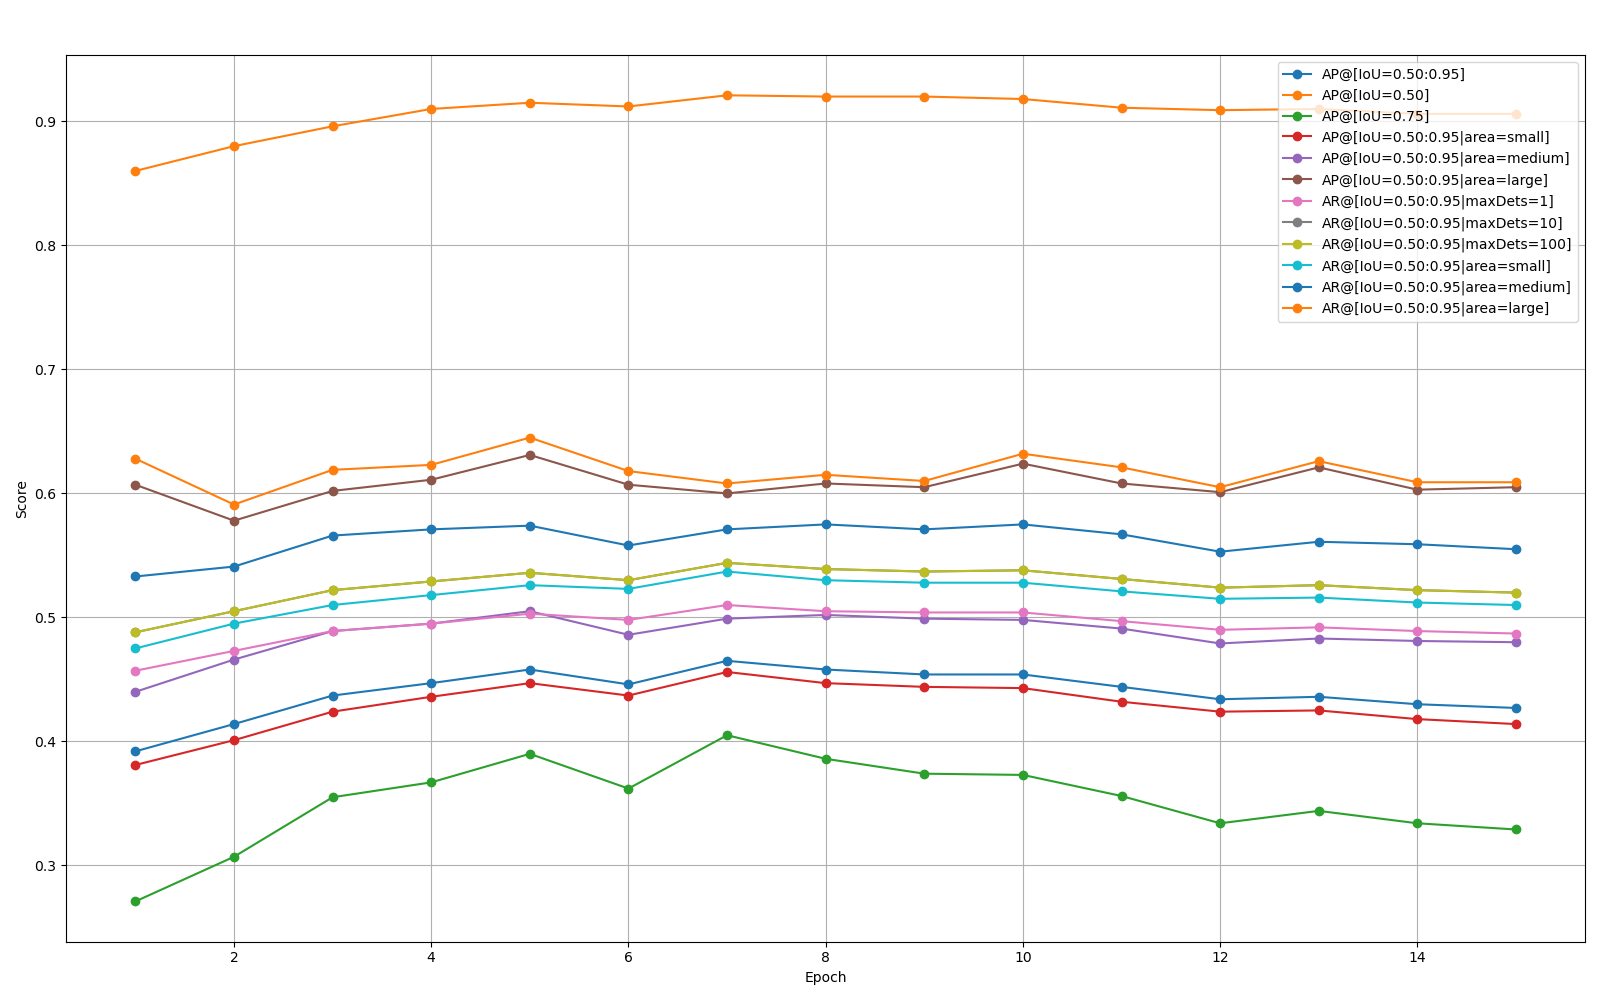 AP@[IoU=0.50:0.95]
AP@[IoU=0.50]
AP@[IoU=0.75]
AP@[IoU=0.50:0.95|area=small]
AP@[IoU=0.50:0.95|area=medium]
AP@[IoU=0.50:0.95|area=large]
AR@[IoU=0.50:0.95|maxDets=1]
AR@[IoU=0.50:0.95|maxDets=10]
AR@[IoU=0.50:0.95|maxDets=100]
AR@[IoU=0.50:0.95|area=small]
AR@[IoU=0.50:0.95|area=medium]
AR@[IoU=0.50:0.95|area=large]
0.9
0.8
0.7
0.6
0.5
0.4
0.3
Score
2 4 6 8 10 12 14
Epoch